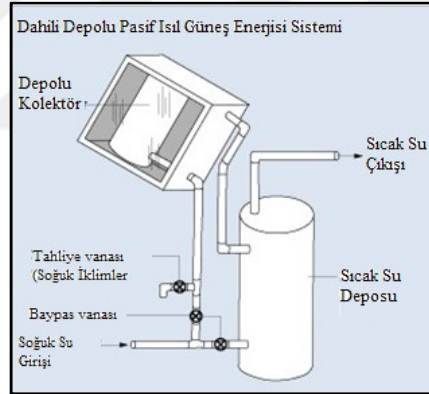 Dahili Depolu Pasif Isıl Güneş Enerjisi Sistemi
Depolu
Kolektör
Sıcak Su
Çıkışı
Tahliye vanası
(Soğuk İklimler
Sıcak Su
Deposu
Baypas vanası
Soğuk Su
Girişi